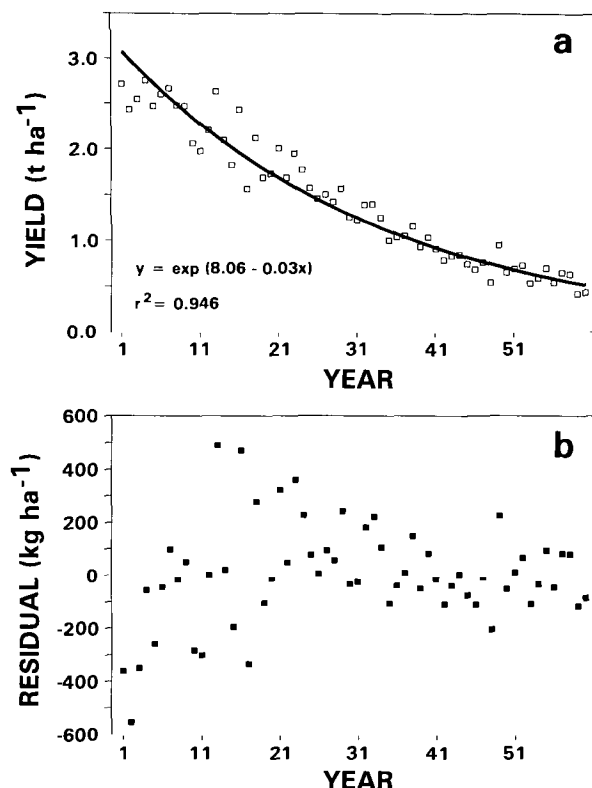 a
3.0
2.0
1.0
0.0
YIELD (t ha⁻¹)
y = exp (8.06 - 0.03x)
r² = 0.946
1 11 21 31 41 51
YEAR
b
600
400
200
0
-200
-400
-600
RESIDUAL (kg ha⁻¹)
1 11 21 31 41 51
YEAR